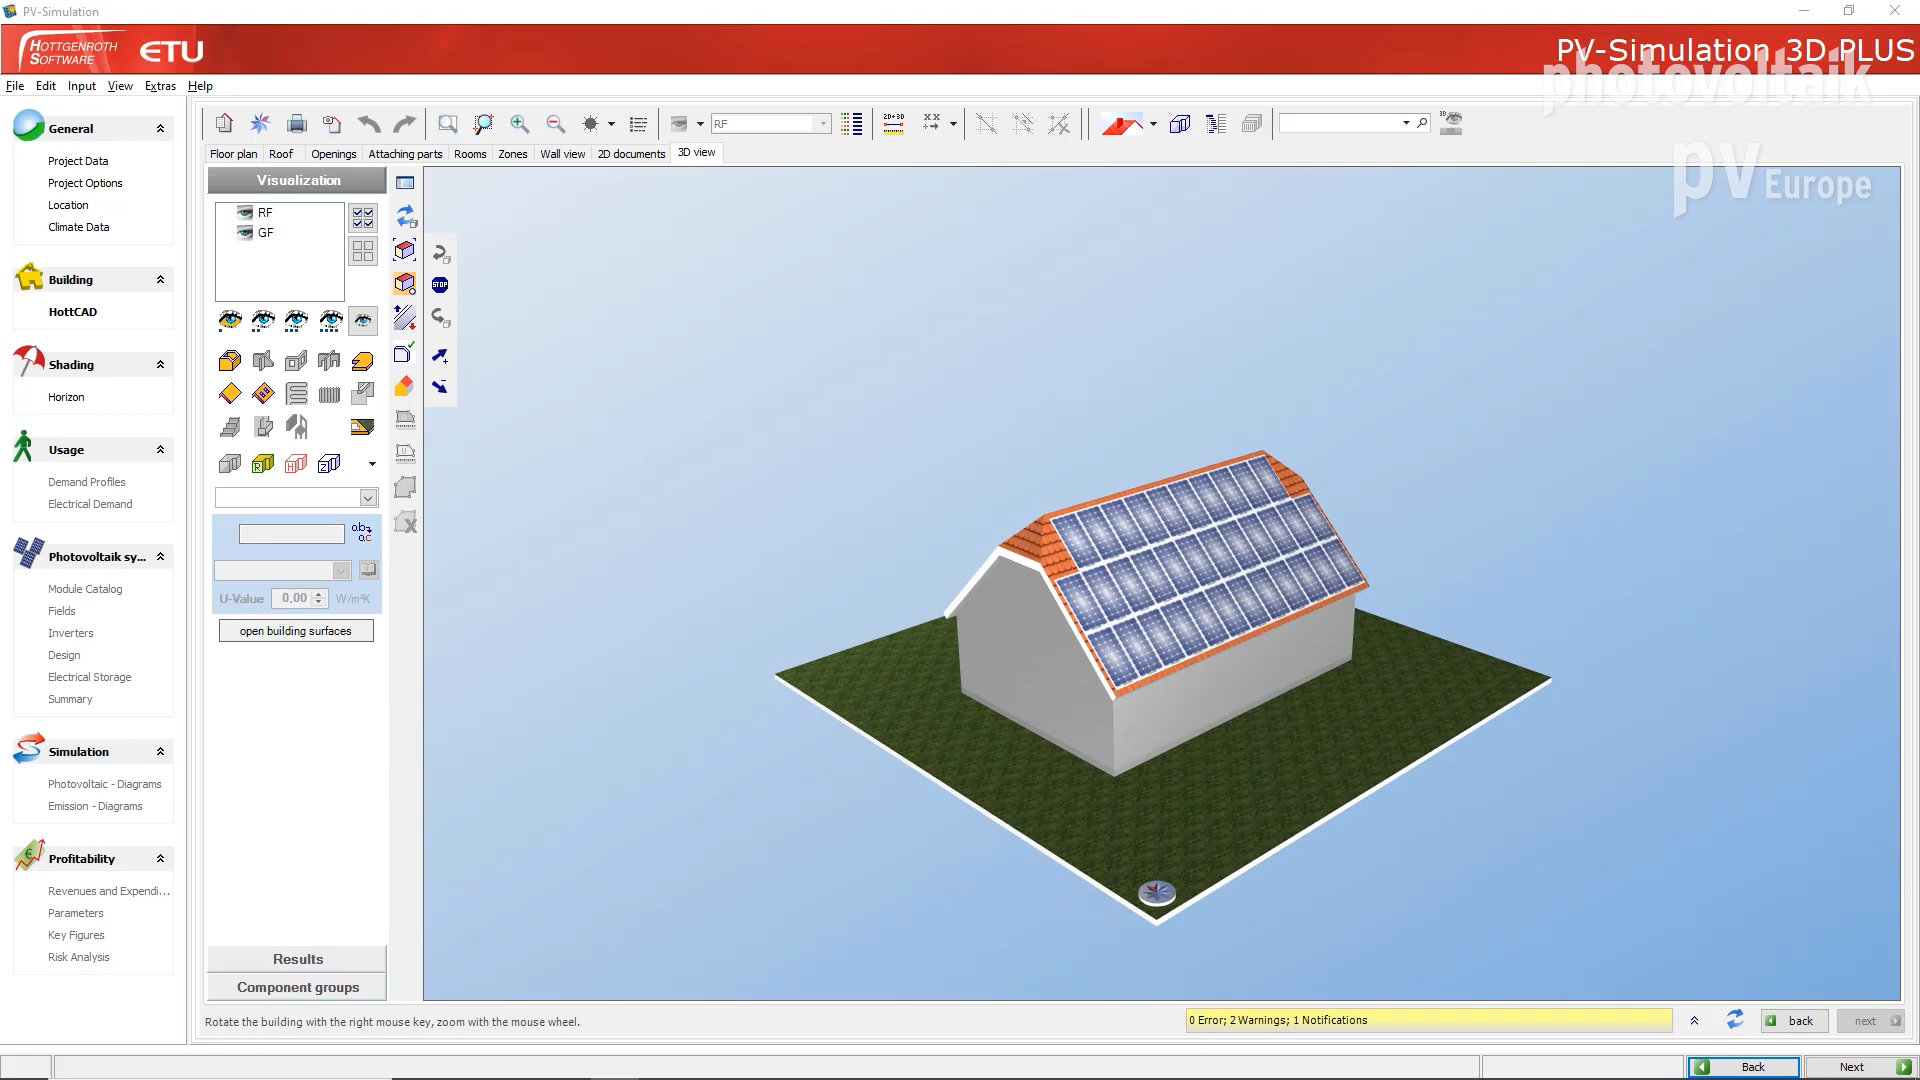 PV-Simulation
HOTTGENROTH
SOFTWARE
ETU
PV-Simulation 3D PLUS
photovoltaik
pv Europe
File Edit Input View Extras Help
General
Project Data
Project Options
Location
Climate Data
Building
HottCAD
Shading
Horizon
Usage
Demand Profiles
Electrical Demand
Photovoltaik sy...
Module Catalog
Fields
Inverters
Design
Electrical Storage
Summary
Simulation
Photovoltaic - Diagrams
Emission - Diagrams
Profitability
Revenues and Expendi...
Parameters
Key Figures
Risk Analysis
RF
2D+3D
3D
Floor plan Roof Openings Attaching parts Rooms Zones Wall view 2D documents 3D view
Visualization
RF
GF
STOP
U-Value 0.00 W/m²K
open building surfaces
Results
Component groups
Rotate the building with the right mouse key, zoom with the mouse wheel.
0 Error; 2 Warnings; 1 Notifications
back next
Back Next